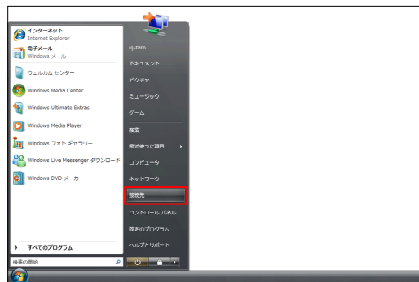 インターネット
Internet Explorer
電子メール
Windows メール
ウェルカム センター
Windows Media Center
Windows Ultimate Extras
Windows Media Player
Windows フォト ギャラリー
Windows Live Messenger ダウンロード
Windows DVD メーカー
すべてのプログラム
検索の開始
ドキュメント
ピクチャ
ミュージック
ゲーム
検索
最近使った項目
コンピュータ
ネットワーク
接続先
コントロール パネル
既定のプログラム
ヘルプとサポート